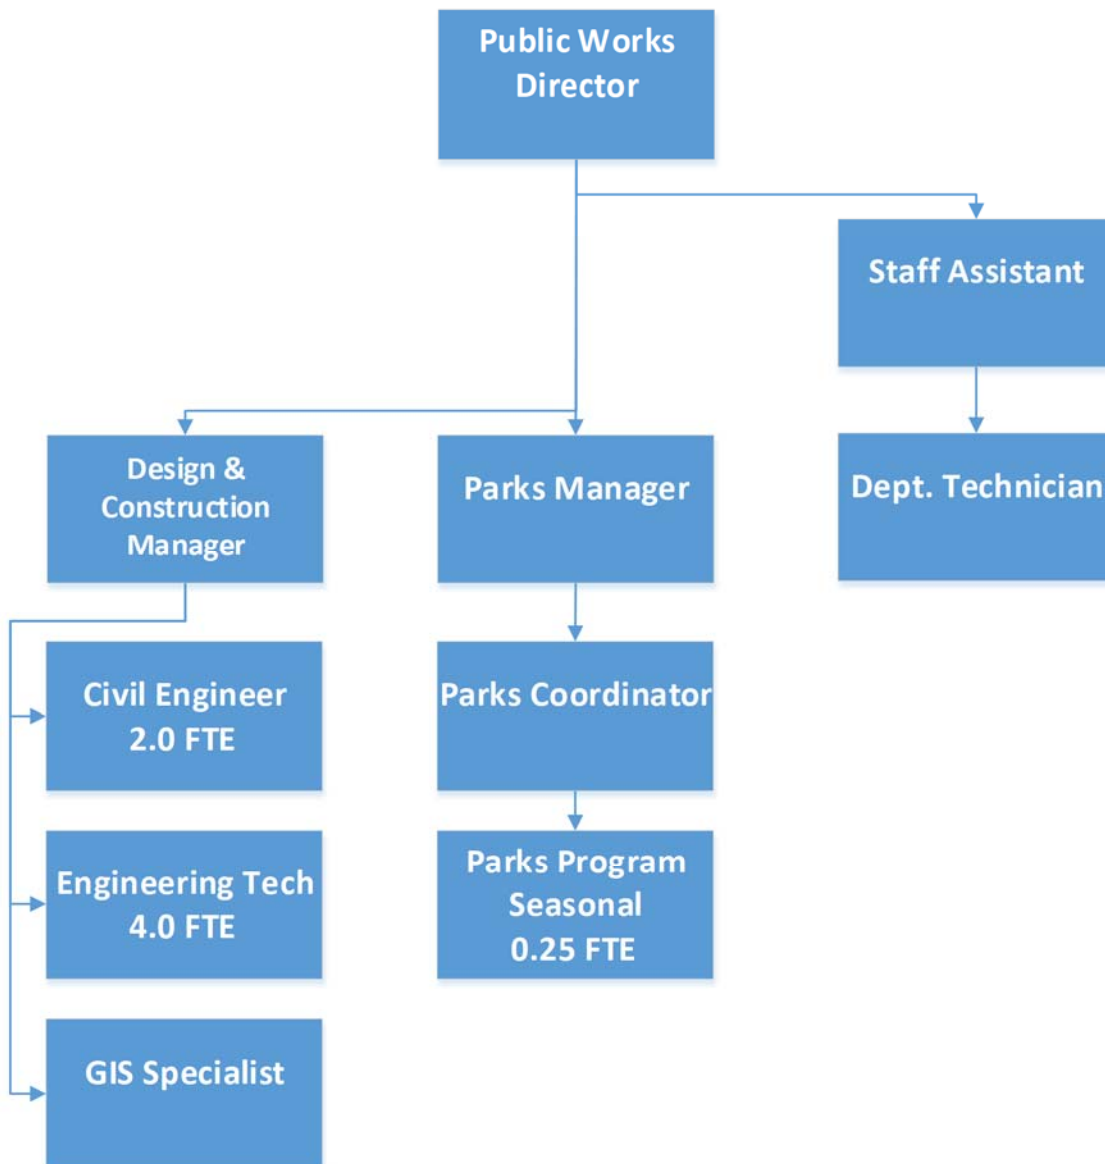 Public Works
Director
Staff Assistant
Design &
Construction
Manager
Parks Manager
Dept. Technician
Civil Engineer
2.0 FTE
Parks Coordinator
Engineering Tech
4.0 FTE
Parks Program
Seasonal
0.25 FTE
GIS Specialist